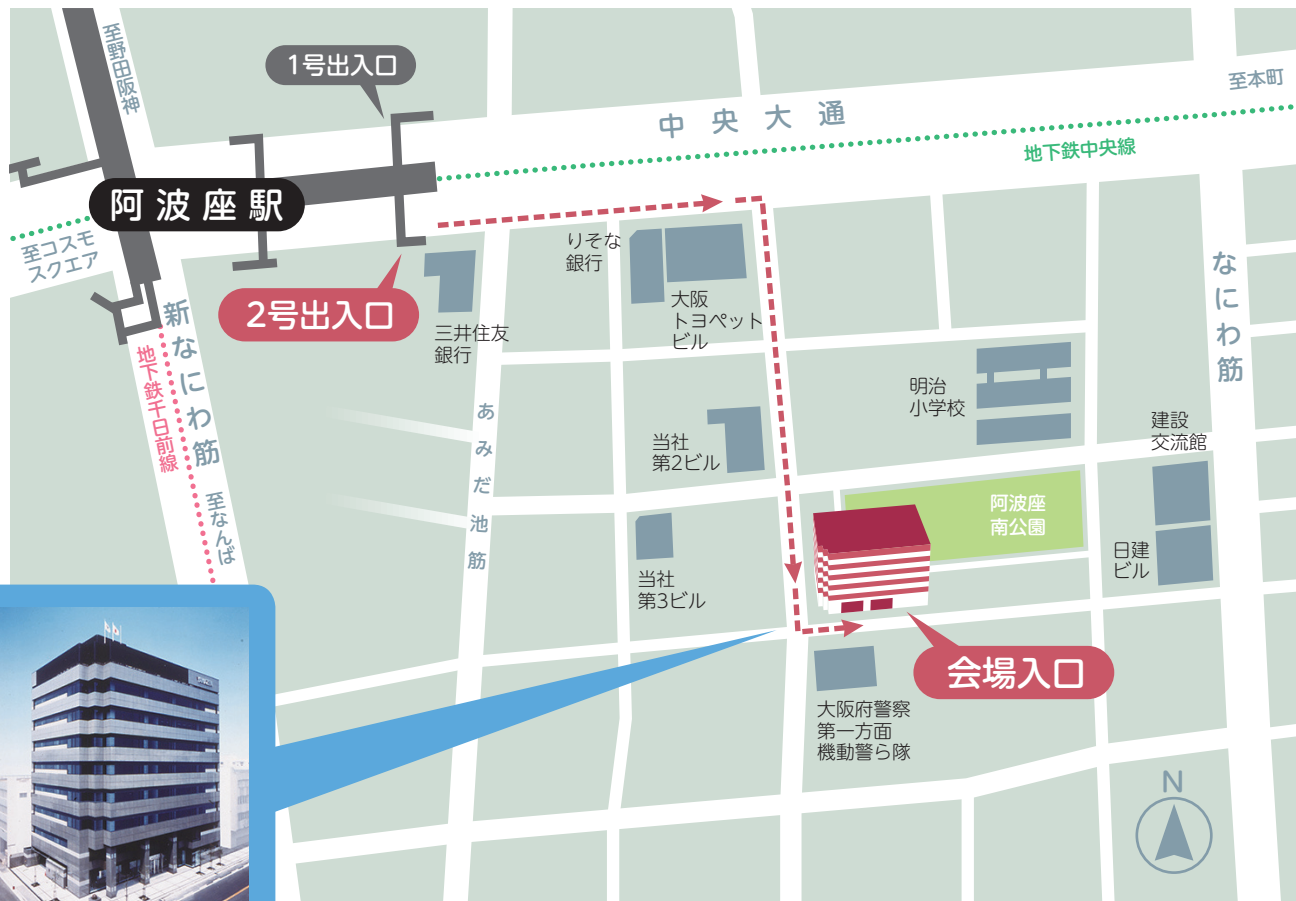 至野田阪神
1号出入口
中央大通
至本町
地下鉄中央線
阿波座駅
至コスモ
スクエア
2号出入口
新なにわ筋
地下鉄千日前線
至なんば
三井住友
銀行
りそな
銀行
大阪
トヨペット
ビル
なにわ筋
明治
小学校
あみだ池筋
当社
第2ビル
建設
交流館
阿波座
南公園
日建
ビル
当社
第3ビル
会場入口
大阪府警察
第一方面
機動警ら隊
N